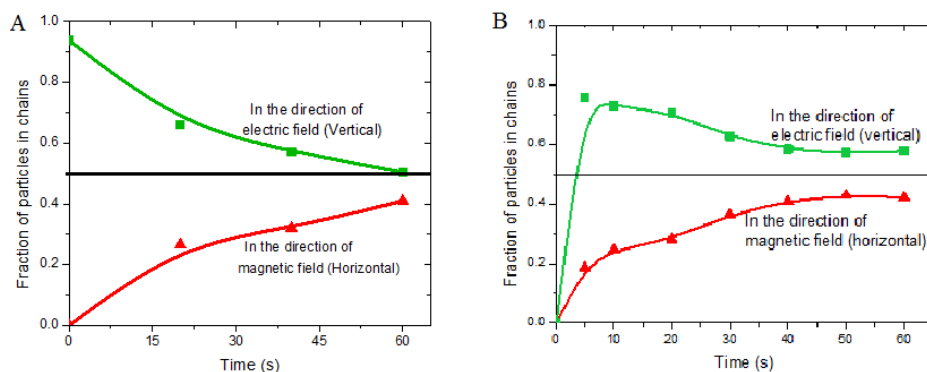 A
Fraction of particles in chains
1.0
0.8
0.6
0.4
0.2
0.0
In the direction of
electric field (Vertical)
In the direction of
magnetic field (Horizontal)
0
15
30
45
60
Time (s)
B
Fraction of particles in chains
1.0
0.8
0.6
0.4
0.2
0.0
In the direction of
electric field (vertical)
In the direction of
magnetic field (horizontal)
0
10
20
30
40
50
60
Time (s)